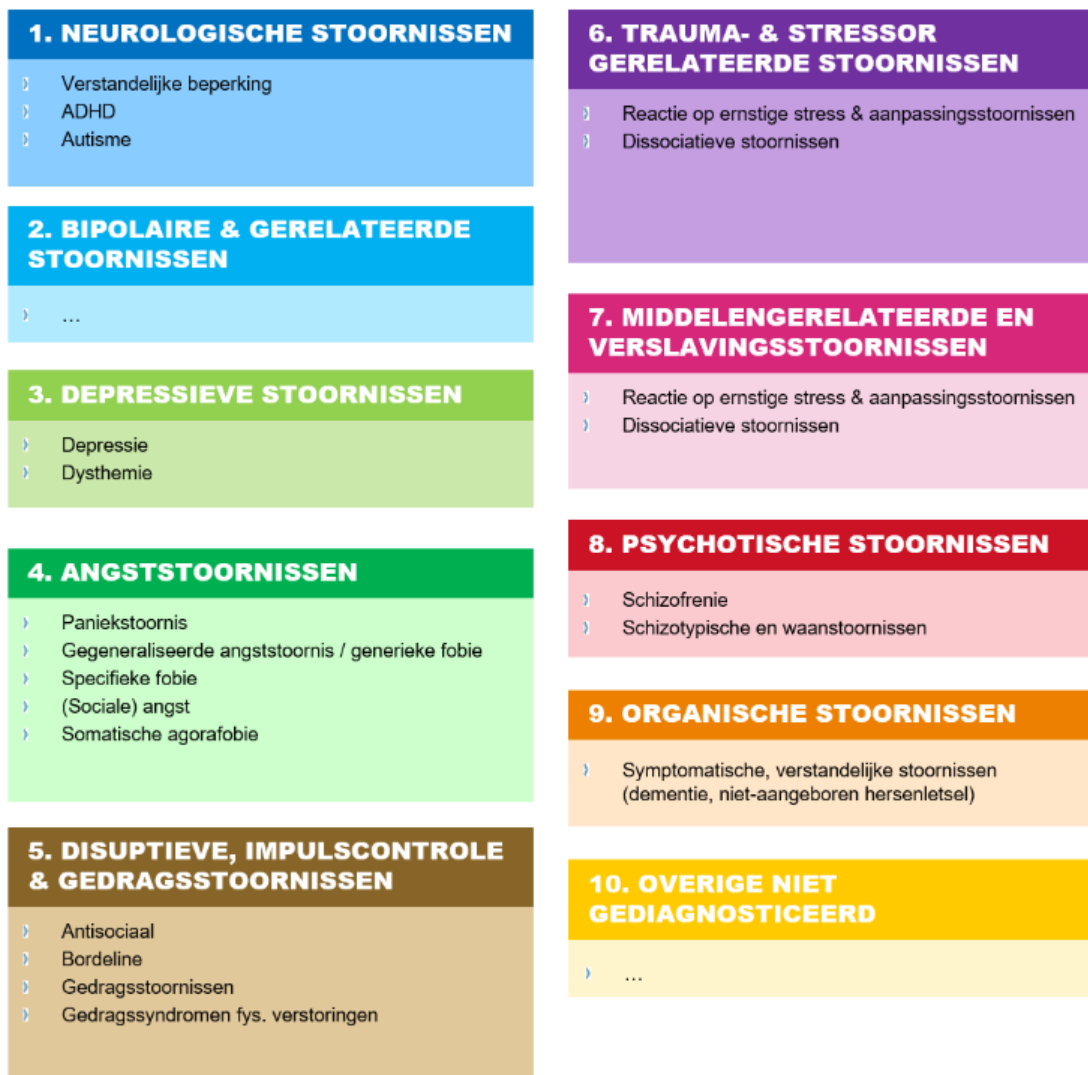 1. NEUROLOGISCHE STOORNISSEN
Verstandelijke beperking
ADHD
Autisme
2. BIPOLAIRE & GERELATEERDE
STOORNISSEN
...
3. DEPRESSIEVE STOORNISSEN
Depressie
Dysthemie
4. ANGSTSTOORNISSEN
Paniekstoornis
Gegeneraliseerde angststoornis / generieke fobie
Specifieke fobie
(Sociale) angst
Somatische agorafobie
5. DISUPTIEVE, IMPULSCONTROLE
& GEDRAGSSTOORNISSEN
Antisociaal
Bordeline
Gedragsstoornissen
Gedragssyndromen fys. verstoringen
6. TRAUMA- & STRESSOR
GERELATEERDE STOORNISSEN
Reactie op ernstige stress & aanpassingsstoornissen
Dissociatieve stoornissen
7. MIDDELENGERELATEERDE EN
VERSLAVINGSSTOORNISSEN
Reactie op ernstige stress & aanpassingsstoornissen
Dissociatieve stoornissen
8. PSYCHOTISCHE STOORNISSEN
Schizofrenie
Schizotypische en waanstoornissen
9. ORGANISCHE STOORNISSEN
Symptomatische, verstandelijke stoornissen
(dementie, niet-aangeboren hersenletsel)
10. OVERIGE NIET
GEDIAGNOSTICEERD
...